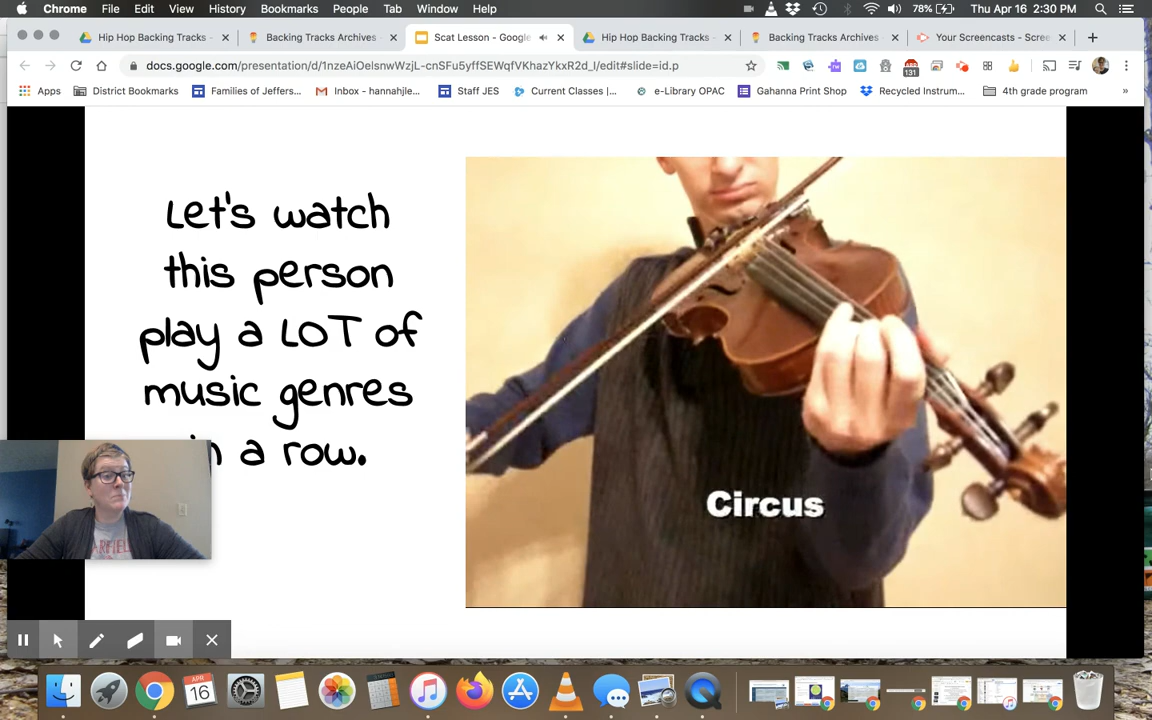 Chrome File Edit View History Bookmarks People Tab Window Help 78% Thu Apr 16 2:30 PM
Hip Hop Backing Tracks - Backing Tracks Archives - Scat Lesson - Google Hip Hop Backing Tracks - Backing Tracks Archives - Your Screencasts - Scree
docs.google.com/presentation/d/1nzeAiOelsnwWzjL-cnSFu5yffSEWqfVKhazYkxR2d_I/edit#slide=id.p
131
Apps District Bookmarks Families of Jeffers... Inbox - hannahjle... Staff JES Current Classes |... e-Library OPAC Gahanna Print Shop Recycled Instrum... 4th grade program »
Let's watch
this person
play a LOT of
music genres
a row.
Circus
APR
16